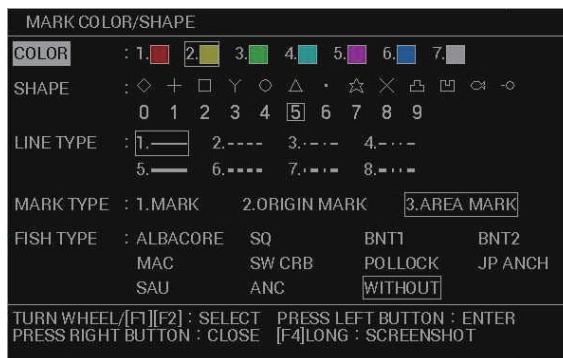 MARK COLOR/SHAPE
COLOR : 1. 2. 3. 4. 5. 6. 7.
SHAPE : ◇ + □ Y ○ △ · ☆ ×
0 1 2 3 4 5 6 7 8 9
LINE TYPE : 1. 2. 3. 4.
5. 6. 7. 8.
MARK TYPE : 1.MARK 2.ORIGIN MARK 3.AREA MARK
FISH TYPE : ALBACORE SQ BNT1 BNT2
MAC SW CRB POLLOCK JP ANCH
SAU ANC WITHOUT
TURN WHEEL/[F1][F2] : SELECT PRESS LEFT BUTTON : ENTER
PRESS RIGHT BUTTON : CLOSE [F4]LONG : SCREENSHOT